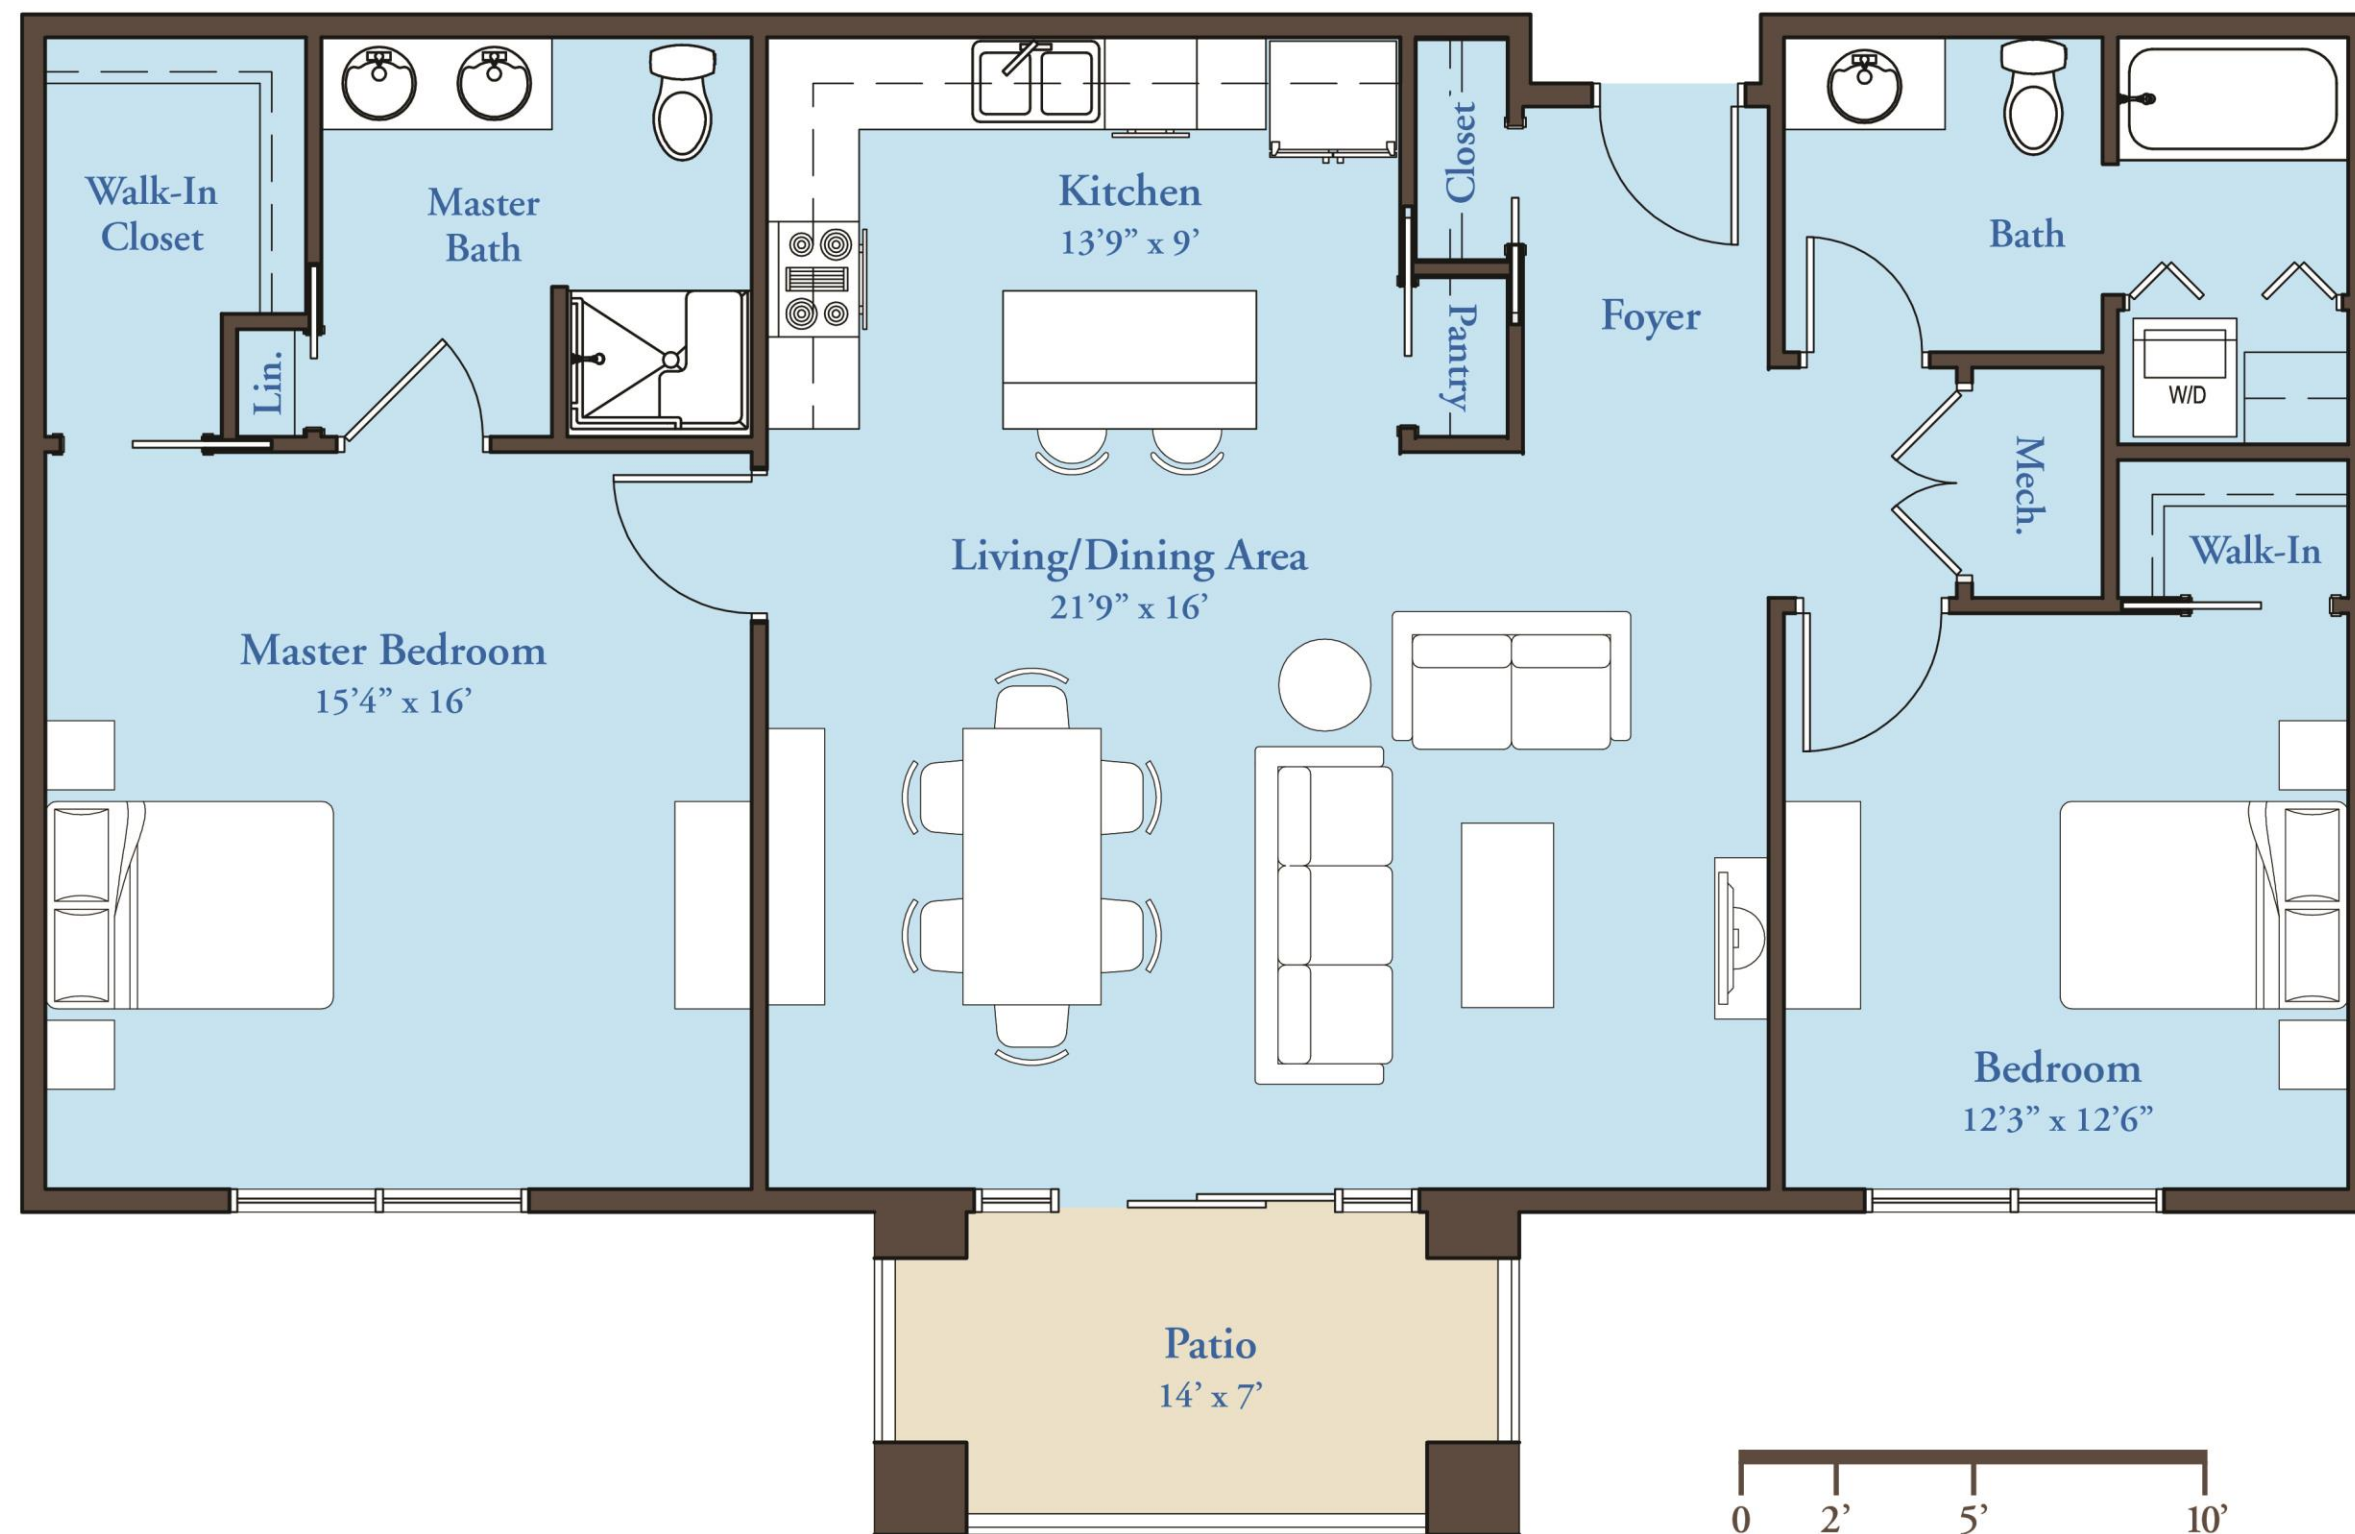 Walk-In
Closet
Master
Bath
Kitchen
13’9” x 9’
Closet
Foyer
Bath
Pantry
Lin.
W/D
Mech.
Walk-In
Living/Dining Area
21’9” x 16’
Master Bedroom
15’4” x 16’
Bedroom
12’3” x 12’6”
Patio
14’ x 7’
0 2’ 5’ 10’